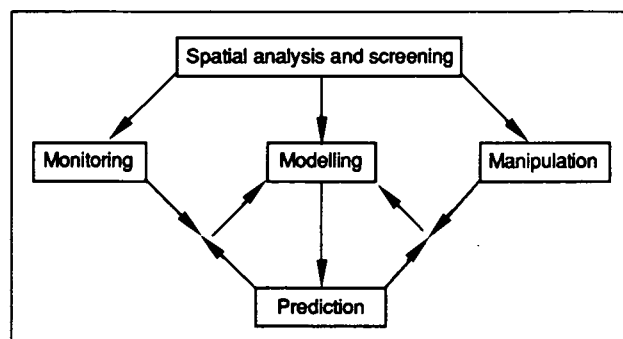 Spatial analysis and screening
Monitoring
Modelling
Manipulation
Prediction